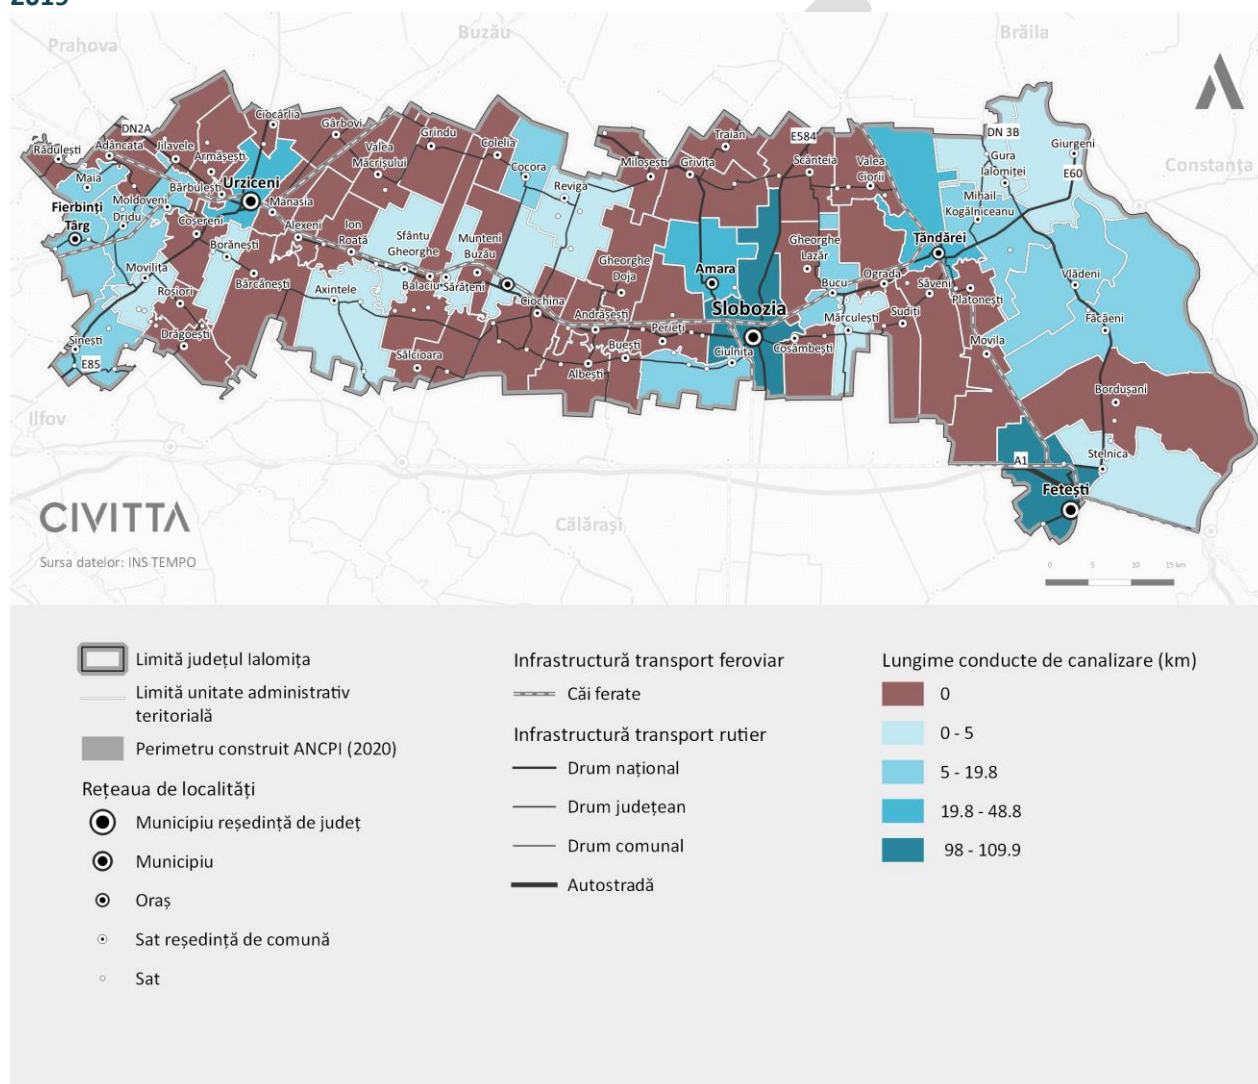 2019
Prahova
Buzău
Brăila
Constanța
Ilfov
Călărași
DN2A
E584
DN 3B
E60
E85
A1
Rădulești
Adâncata
Jilavele
Armășești
Ciocârlia
Gârbovi
Valea
Măcrișului
Grindu
Colelia
Cocora
Reviga
Miloșești
Traian
Grivița
Scânteia
Valea
Ciorii
Gura
Ialomiței
Giurgeni
Mihail
Kogălniceanu
Maia
Bărbulești
Urziceni
Fierbinți
Târg
Moldoveni
Dridu
Coșereni
Manasia
Alexeni
Ion
Roată
Sfântu
Gheorghe
Munteni
Buzău
Borănești
Bărcănești
Movilița
Roșiori
Axintele
Balaciu
Sărățeni
Ciochina
Gheorghe
Doja
Amara
Gheorghe
Lazăr
Țăndărei
Ograda
Bucu
Săveni
Platonești
Vlădeni
Slobozia
Mărculești
Sudiți
Făcăeni
Sinești
Drăgoești
Sălcioara
Andrășești
Perieți
Buești
Albești
Ciulnița
Cosâmbești
Movila
Bordușani
Stelnica
Fetești
CIVITTA
Sursa datelor: INS TEMPO
0 5 10 15 km
Limită județul Ialomița
Limită unitate administrativ
teritorială
Perimetru construit ANCPI (2020)
Rețeaua de localități
Municipiu reședință de județ
Municipiu
Oraș
Sat reședință de comună
Sat
Infrastructură transport feroviar
Căi ferate
Infrastructură transport rutier
Drum național
Drum județean
Drum comunal
Autostradă
Lungime conducte de canalizare (km)
0
0 - 5
5 - 19.8
19.8 - 48.8
98 - 109.9